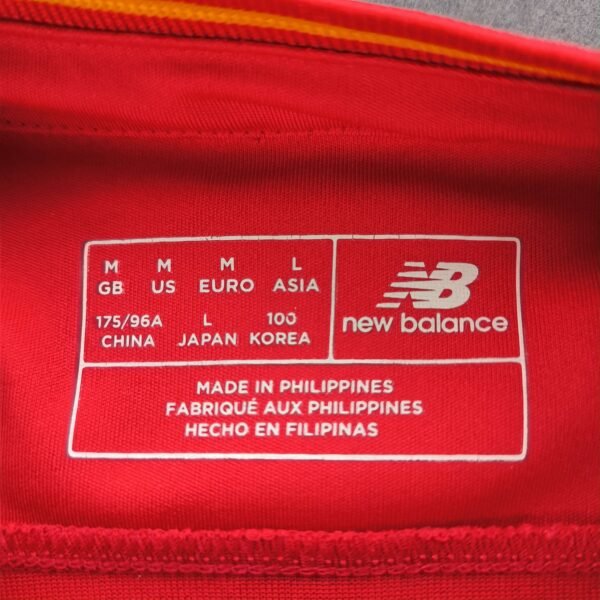 M M M L
GB US EURO ASIA
175/96A L 100
CHINA JAPAN KOREA
NB
new balance
MADE IN PHILIPPINES
FABRIQUÉ AUX PHILIPPINES
HECHO EN FILIPINAS